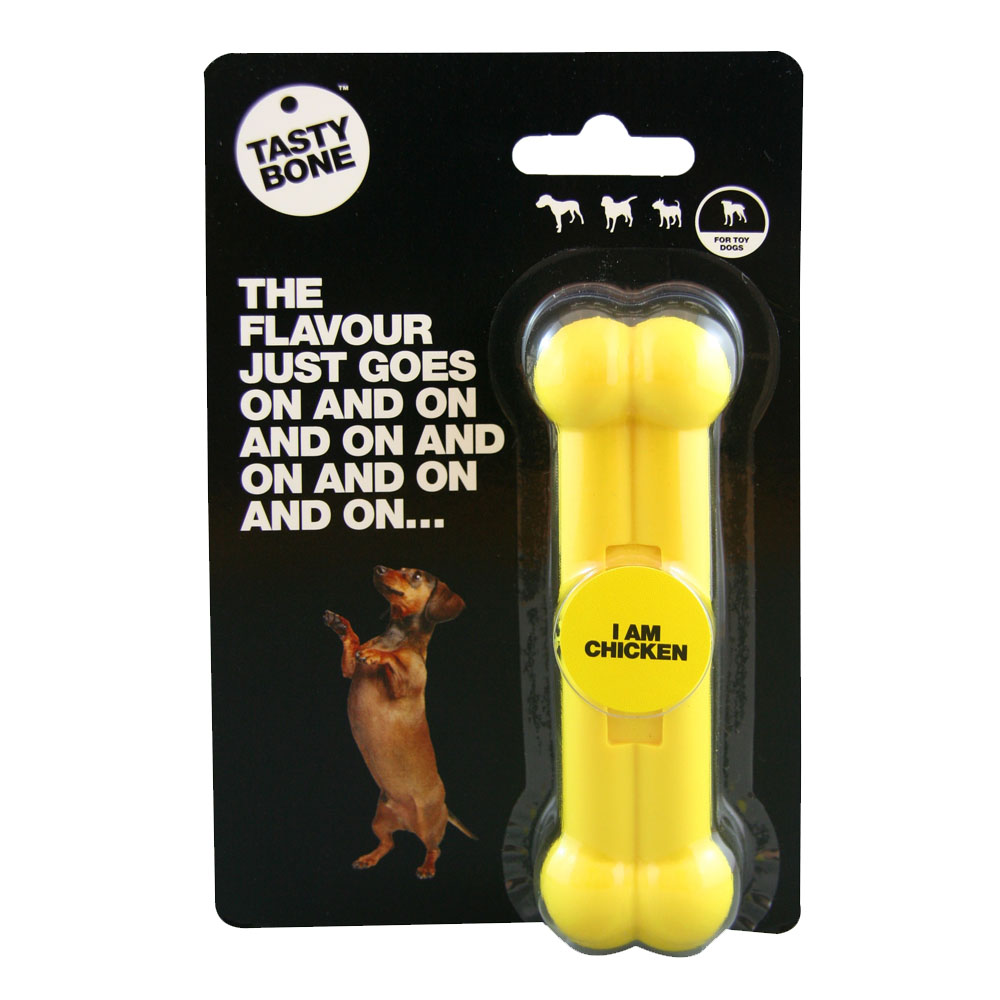 TASTY
BONE
™
FOR TOY
DOGS
THE
FLAVOUR
JUST GOES
ON AND ON
AND ON AND
ON AND ON
AND ON...
I AM
CHICKEN